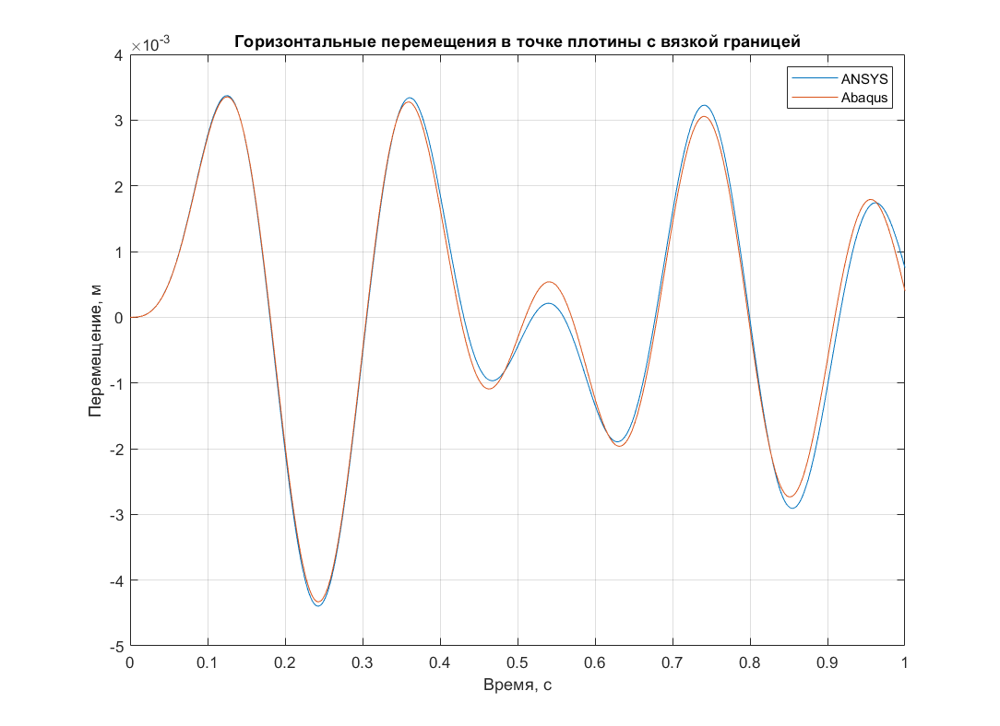 Горизонтальные перемещения в точке плотины с вязкой границей
×10-3
ANSYS
Abaqus
4
3
2
1
0
-1
-2
-3
-4
-5
Перемещение, м
0 0.1 0.2 0.3 0.4 0.5 0.6 0.7 0.8 0.9 1
Время, с